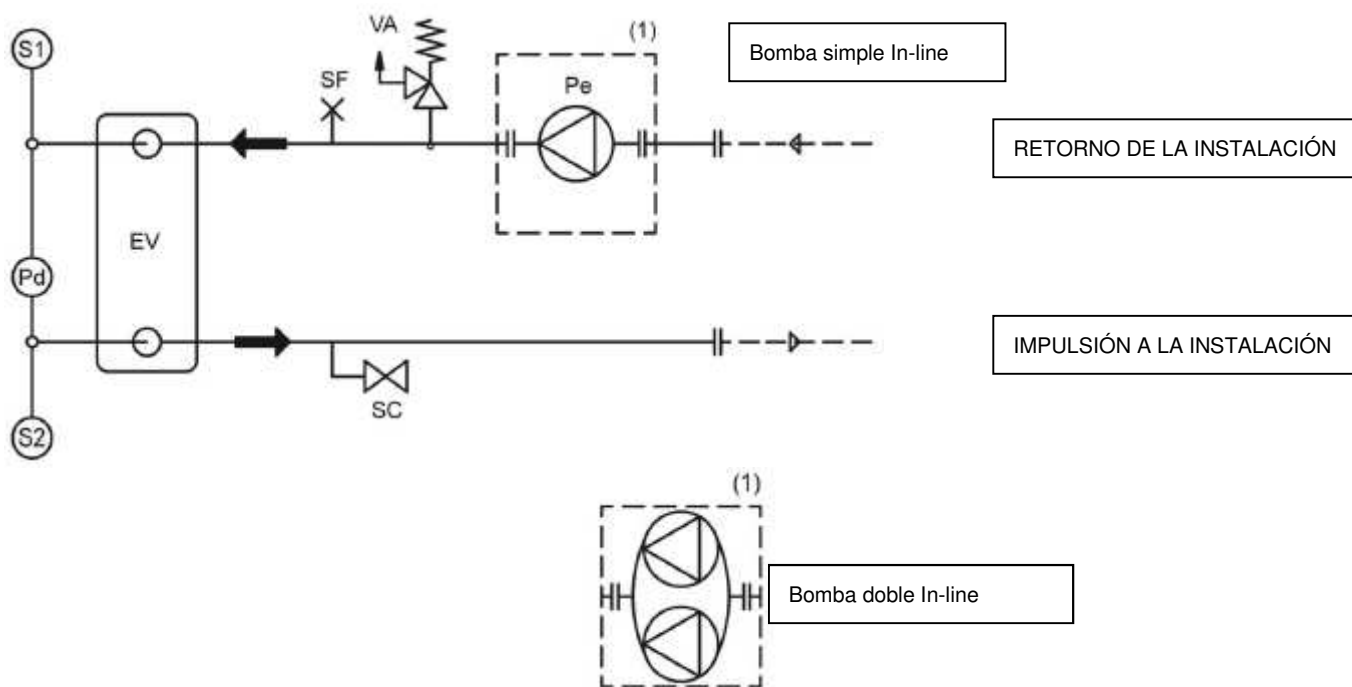 S1
VA
(1)
Bomba simple In-line
SF
Pe
RETORNO DE LA INSTALACIÓN
EV
Pd
IMPULSIÓN A LA INSTALACIÓN
SC
S2
(1)
Bomba doble In-line